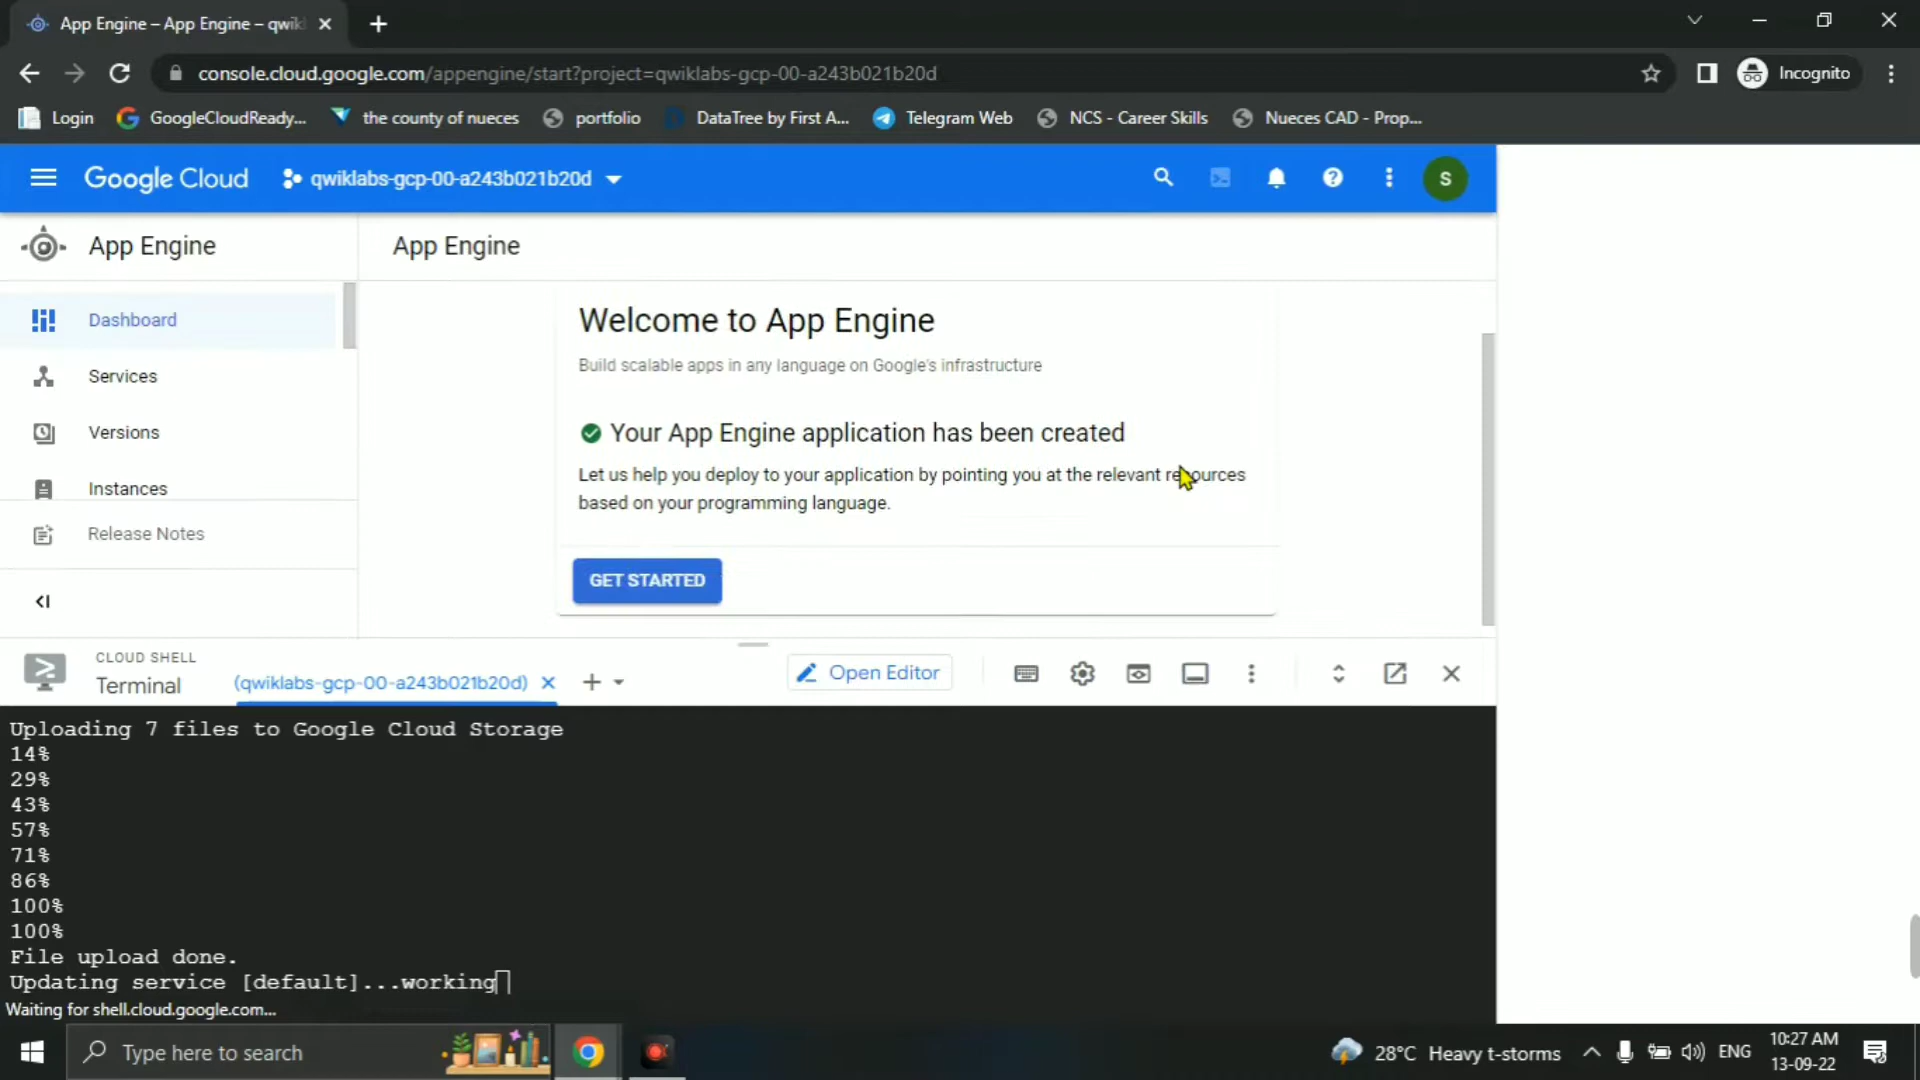 App Engine – App Engine – qwik
console.cloud.google.com/appengine/start?project=qwiklabs-gcp-00-a243b021b20d
Incognito
Login
GoogleCloudReady...
the county of nueces
portfolio
DataTree by First A...
Telegram Web
NCS - Career Skills
Nueces CAD - Prop...
Google Cloud
qwiklabs-gcp-00-a243b021b20d
S
App Engine
App Engine
Dashboard
Services
Versions
Instances
Release Notes
Welcome to App Engine
Build scalable apps in any language on Google's infrastructure
Your App Engine application has been created
Let us help you deploy to your application by pointing you at the relevant resources
based on your programming language.
GET STARTED
CLOUD SHELL
Terminal
(qwiklabs-gcp-00-a243b021b20d)
Open Editor
Uploading 7 files to Google Cloud Storage
14%
29%
43%
57%
71%
86%
100%
100%
File upload done.
Updating service [default]...working
Waiting for shell.cloud.google.com...
Type here to search
28°C Heavy t-storms
ENG
10:27 AM
13-09-22